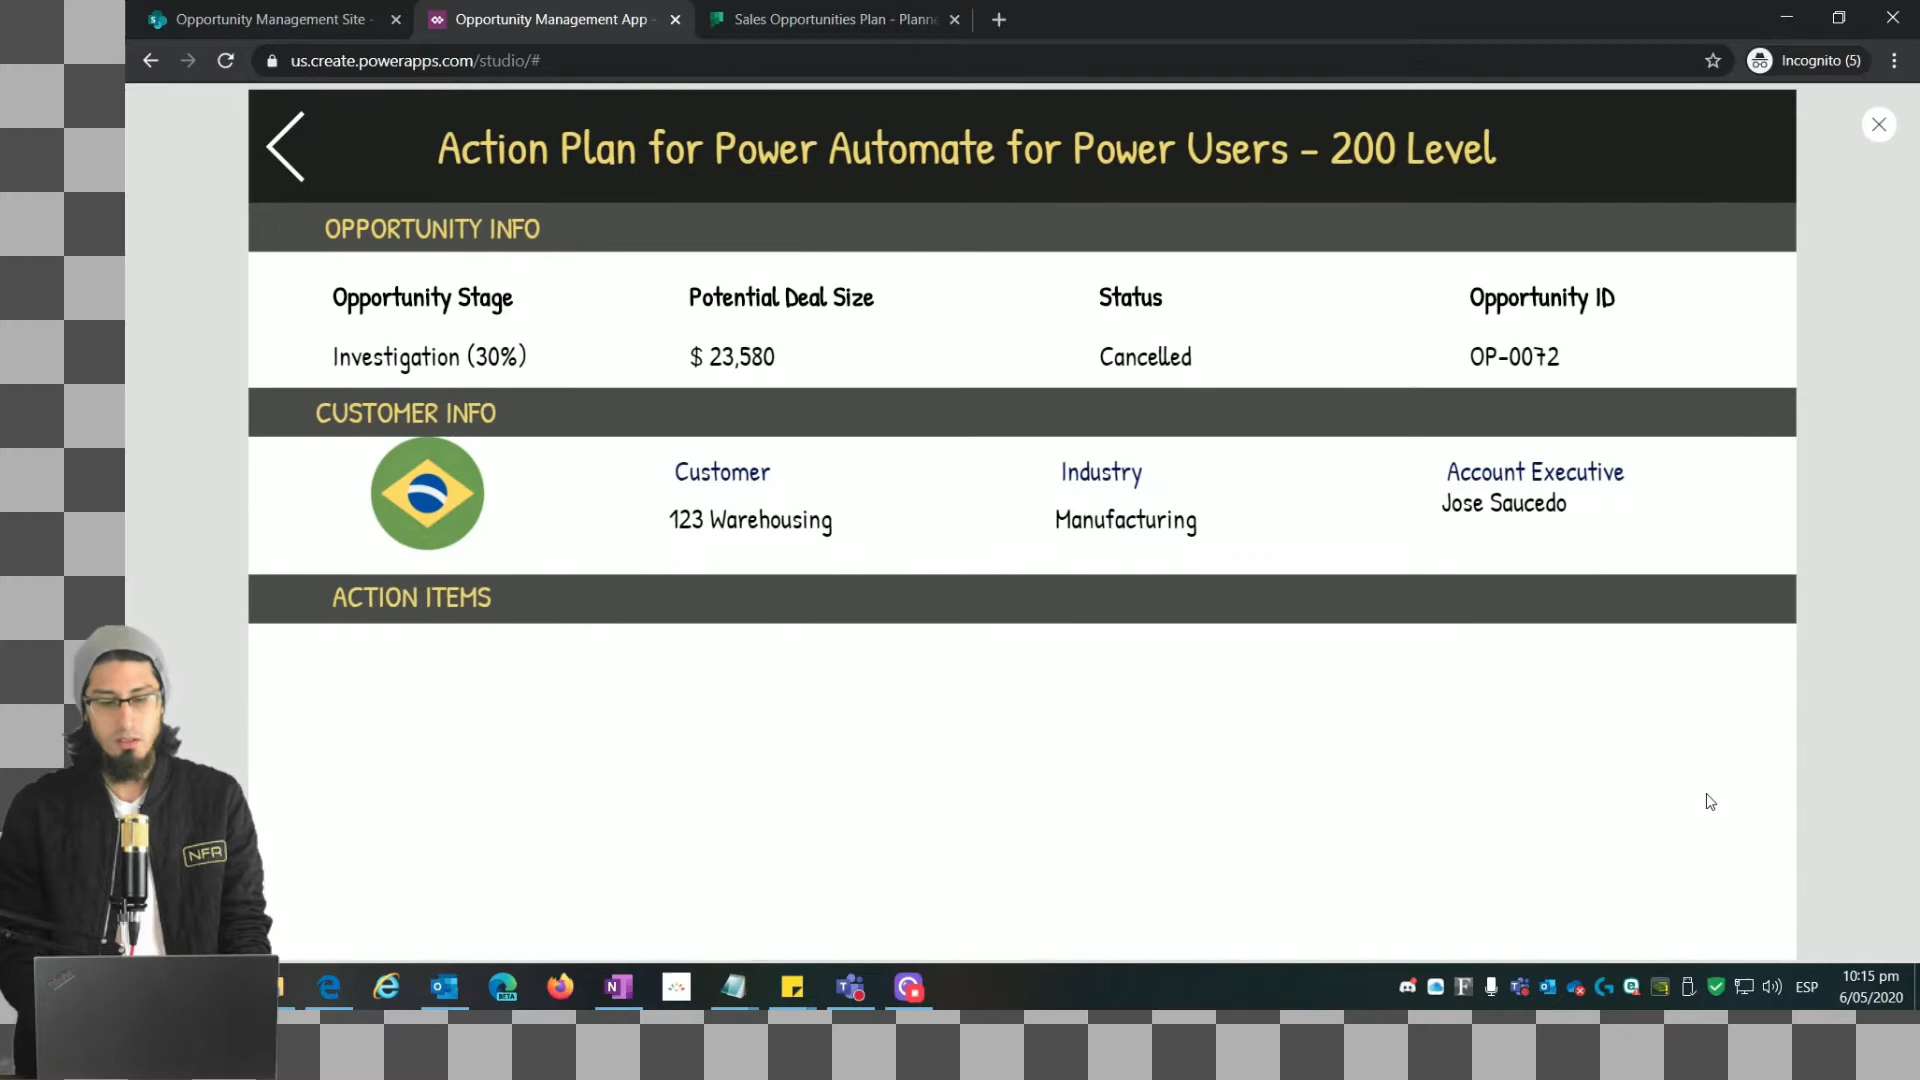 Opportunity Management Site -
Opportunity Management App -
Sales Opportunities Plan - Planne
us.create.powerapps.com/studio/#
Incognito (5)
Action Plan for Power Automate for Power Users - 200 Level
OPPORTUNITY INFO
Opportunity Stage Potential Deal Size Status Opportunity ID
Investigation (30%) $ 23,580 Cancelled OP-0072
CUSTOMER INFO
Customer Industry Account Executive
Jose Saucedo
123 Warehousing Manufacturing
ACTION ITEMS
NFR
BETA
ESP
10:15 pm
6/05/2020